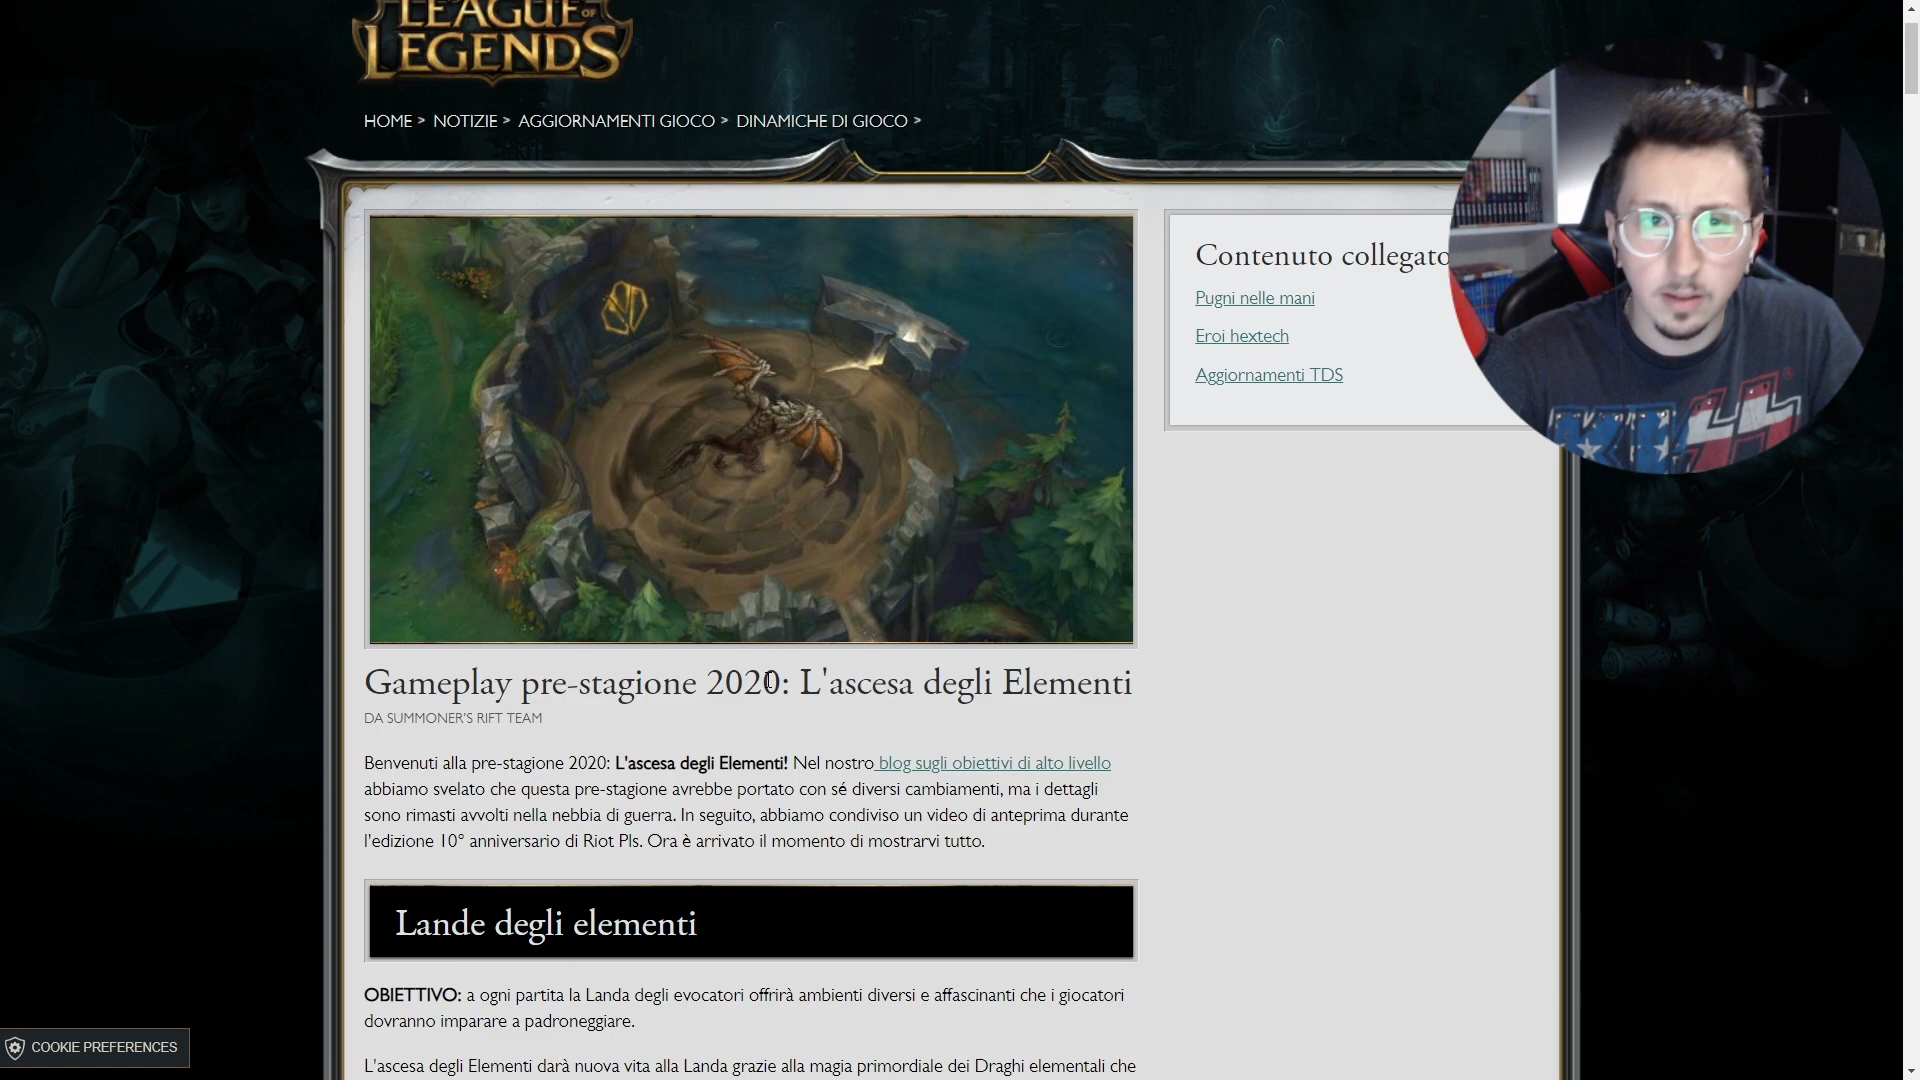 LEAGUE OF
LEGENDS
HOME > NOTIZIE > AGGIORNAMENTI GIOCO > DINAMICHE DI GIOCO >
Contenuto collegato
Pugni nelle mani
Eroi hextech
Aggiornamenti TDS
Gameplay pre-stagione 2020: L'ascesa degli Elementi
DA SUMMONER'S RIFT TEAM
Benvenuti alla pre-stagione 2020: L'ascesa degli Elementi! Nel nostro blog sugli obiettivi di alto livello
abbiamo svelato che questa pre-stagione avrebbe portato con sé diversi cambiamenti, ma i dettagli
sono rimasti avvolti nella nebbia di guerra. In seguito, abbiamo condiviso un video di anteprima durante
l'edizione 10° anniversario di Riot Pls. Ora è arrivato il momento di mostrarvi tutto.
Lande degli elementi
OBIETTIVO: a ogni partita la Landa degli evocatori offrirà ambienti diversi e affascinanti che i giocatori
dovranno imparare a padroneggiare.
L'ascesa degli Elementi darà nuova vita alla Landa grazie alla magia primordiale dei Draghi elementali che
COOKIE PREFERENCES